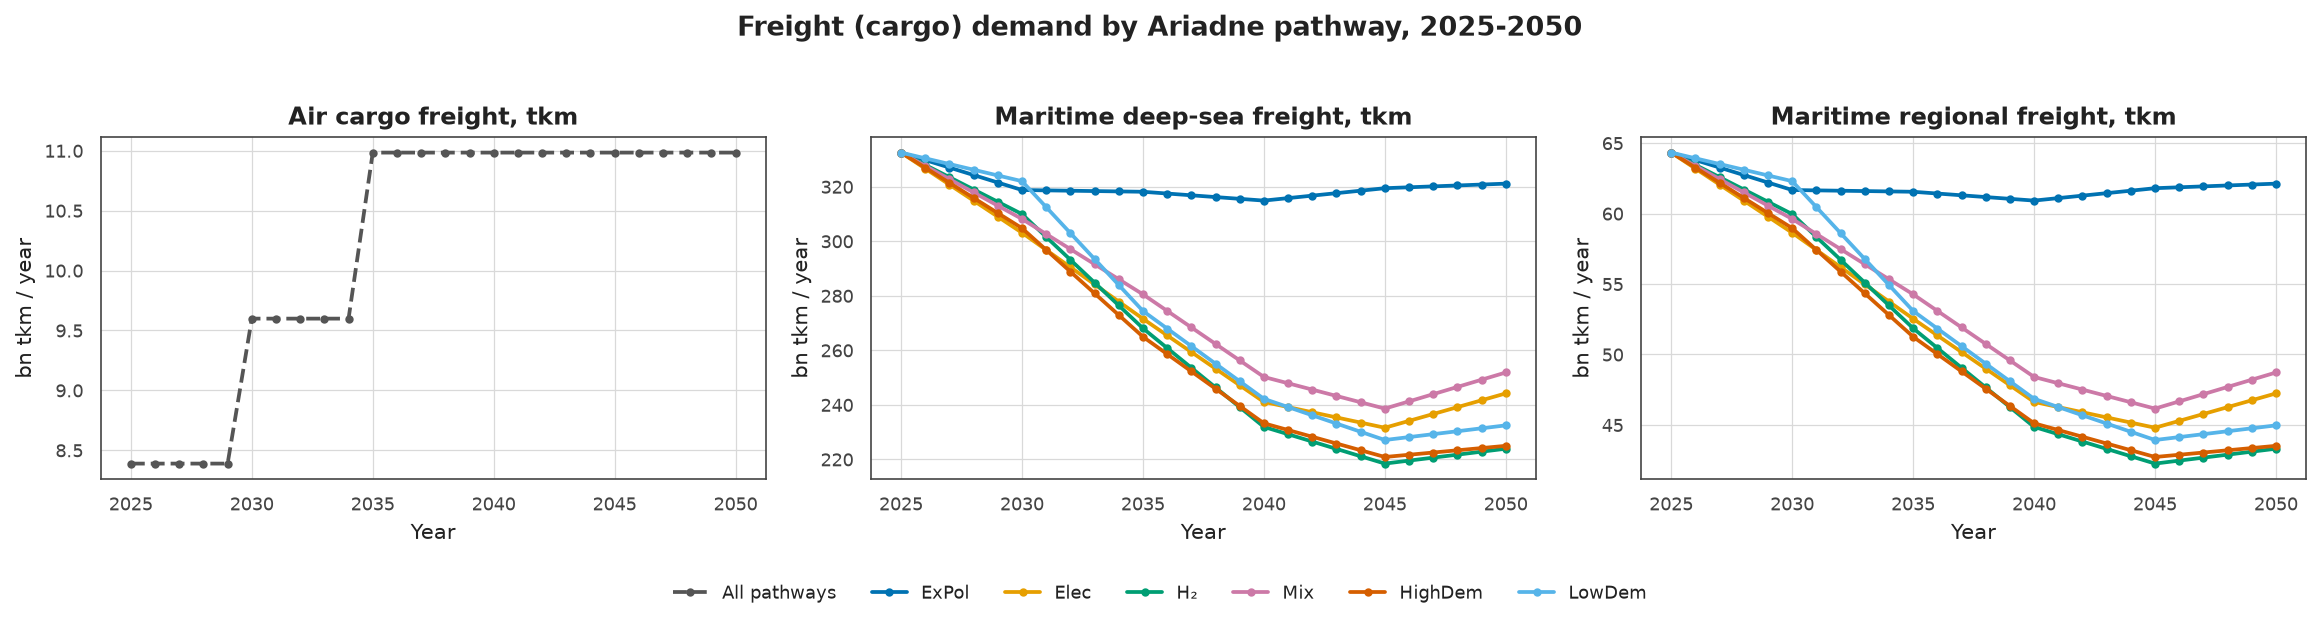 Freight (cargo) demand by Ariadne pathway, 2025-2050
Air cargo freight, tkm
bn tkm / year
11.0
10.5
10.0
9.5
9.0
8.5
2025 2030 2035 2040 2045 2050
Year
Maritime deep-sea freight, tkm
bn tkm / year
320
300
280
260
240
220
2025 2030 2035 2040 2045 2050
Year
Maritime regional freight, tkm
bn tkm / year
65
60
55
50
45
2025 2030 2035 2040 2045 2050
Year
All pathways ExPol Elec H₂ Mix HighDem LowDem